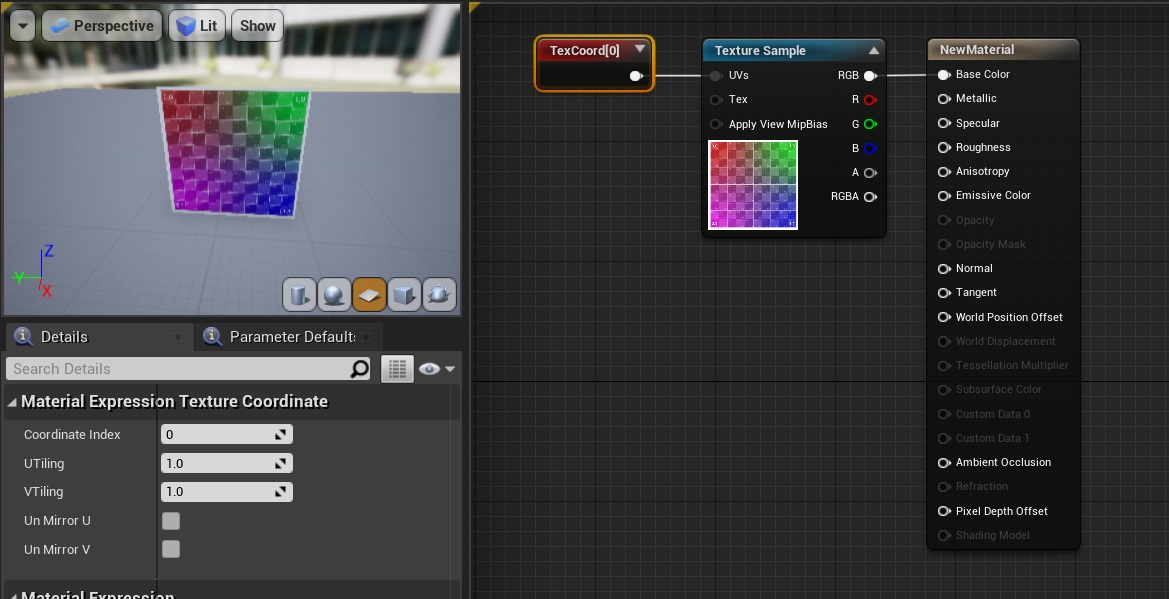 Perspective
Lit
Show
Z
Y
X
Details
Parameter Default
Search Details
Material Expression Texture Coordinate
Coordinate Index
0
UTiling
1.0
VTiling
1.0
Un Mirror U
Un Mirror V
Material Expression
TexCoord[0]
Texture Sample
UVs
RGB
Tex
R
Apply View MipBias
G
B
A
RGBA
NewMaterial
Base Color
Metallic
Specular
Roughness
Anisotropy
Emissive Color
Opacity
Opacity Mask
Normal
Tangent
World Position Offset
World Displacement
Tessellation Multiplier
Subsurface Color
Custom Data 0
Custom Data 1
Ambient Occlusion
Refraction
Pixel Depth Offset
Shading Model